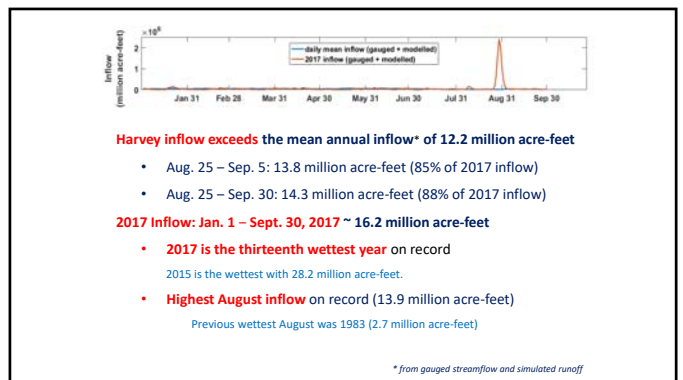 ×10⁶
Inflow
(million acre-feet)
2
1
0
daily mean inflow (gauged + modelled)
2017 inflow (gauged + modelled)
Jan 31 Feb 28 Mar 31 Apr 30 May 31 Jun 30 Jul 31 Aug 31 Sep 30
Harvey inflow exceeds the mean annual inflow* of 12.2 million acre-feet
• Aug. 25 – Sep. 5: 13.8 million acre-feet (85% of 2017 inflow)
• Aug. 25 – Sep. 30: 14.3 million acre-feet (88% of 2017 inflow)
2017 Inflow: Jan. 1 – Sept. 30, 2017 ~ 16.2 million acre-feet
• 2017 is the thirteenth wettest year on record
2015 is the wettest with 28.2 million acre-feet.
• Highest August inflow on record (13.9 million acre-feet)
Previous wettest August was 1983 (2.7 million acre-feet)
* from gauged streamflow and simulated runoff